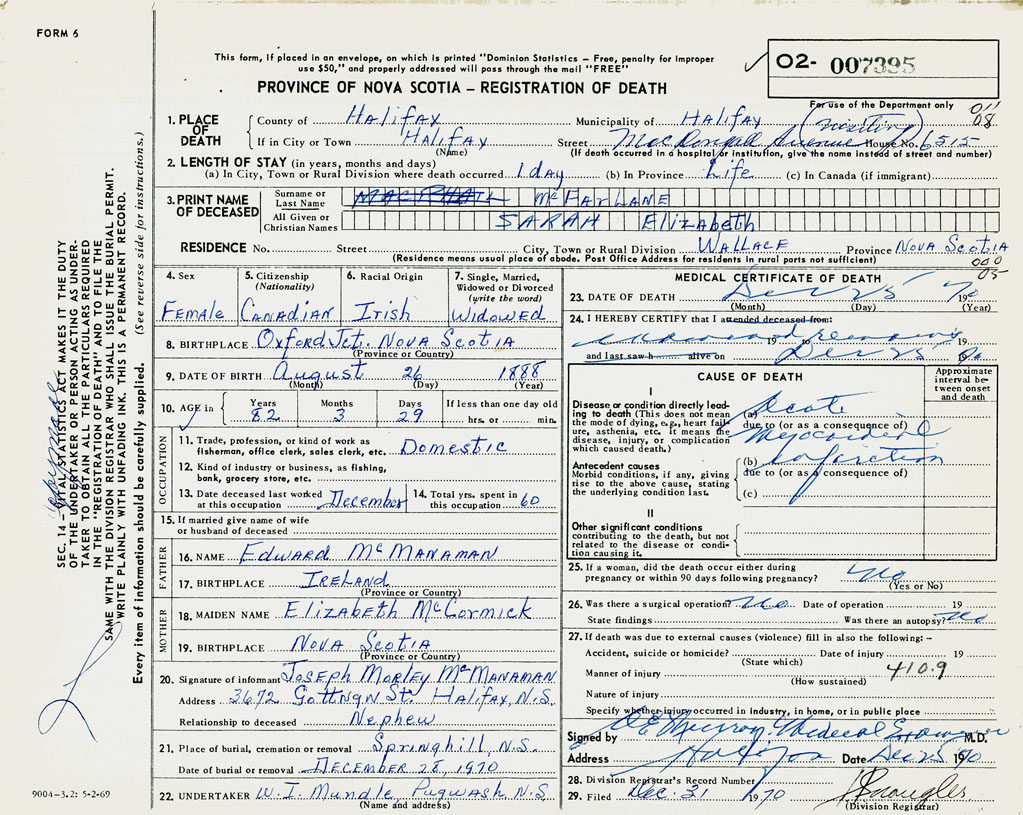 FORM 6
This form, if placed in an envelope, on which is printed "Dominion Statistics — Free, penalty for improper
use $50," and properly addressed will pass through the mail "FREE"
O2- 007395
PROVINCE OF NOVA SCOTIA – REGISTRATION OF DEATH
For use of the Department only
1. PLACE OF DEATH
County of Halifax Municipality of Halifax (visiting)
If in City or Town Halifax Street MacDougall Avenue House No. 6515
(Name) (If death occurred in a hospital or institution, give the name instead of street and number)
2. LENGTH OF STAY (in years, months and days)
(a) In City, Town or Rural Division where death occurred 1 day (b) In Province Life (c) In Canada (if immigrant)
3. PRINT NAME OF DECEASED
Surname or Last Name McFarlane
All Given or Christian Names SARAH Elizabeth
RESIDENCE No. Street City, Town or Rural Division WALLACE Province NOVA SCOTIA
(Residence means usual place of abode. Post Office Address for residents in rural parts not sufficient)
4. Sex Female
5. Citizenship (Nationality) Canadian
6. Racial Origin Irish
7. Single, Married, Widowed or Divorced (write the word) Widowed
8. BIRTHPLACE Oxford Jct. Nova Scotia
(Province or Country)
9. DATE OF BIRTH August 26 1888
(Month) (Day) (Year)
10. AGE in Years 82 Months 3 Days 29 If less than one day old hrs. or min.
OCCUPATION
11. Trade, profession, or kind of work as fisherman, office clerk, sales clerk, etc. Domestic
12. Kind of industry or business, as fishing, bank, grocery store, etc.
13. Date deceased last worked at this occupation December
14. Total yrs. spent in this occupation 60
15. If married give name of wife or husband of deceased
FATHER
16. NAME Edward McManaman
17. BIRTHPLACE IRELAND
(Province or Country)
MOTHER
18. MAIDEN NAME Elizabeth McCormick
19. BIRTHPLACE Nova Scotia
(Province or Country)
20. Signature of informant Joseph Morley McManaman
Address 3672 Gottngn St. Halifax, N.S.
Relationship to deceased Nephew
21. Place of burial, cremation or removal Springhill, N.S.
Date of burial or removal DECEMBER 28, 1970
22. UNDERTAKER W. I. Mundle, Pugwash N.S.
(Name and address)
MEDICAL CERTIFICATE OF DEATH
23. DATE OF DEATH Dec 25 1970
(Month) (Day) (Year)
24. I HEREBY CERTIFY that I attended deceased from:
19
and last saw h alive on Dec 25 1970
CAUSE OF DEATH
Approximate interval between onset and death
I
Disease or condition directly leading to death (This does not mean the mode of dying, e.g., heart failure, asthenia, etc. It means the disease, injury, or complication which caused death.)
(a) Acute
due to (or as a consequence of)
Myocardial
Antecedent causes
Morbid conditions, if any, giving rise to the above cause, stating the underlying condition last.
(b) Infarction
due to (or as a consequence of)
(c)
II
Other significant conditions contributing to the death, but not related to the disease or condition causing it.
25. If a woman, did the death occur either during pregnancy or within 90 days following pregnancy? No
(Yes or No)
26. Was there a surgical operation? No Date of operation 19
State findings Was there an autopsy? No
27. If death was due to external causes (violence) fill in also the following: –
Accident, suicide or homicide? Date of injury 19
(State which)
Manner of injury 410.9
(How sustained)
Nature of injury
Specify whether injury occurred in industry, in home, or in public place
Signed by Medical Examiner M.D.
Address Halifax Date Dec 25 1970
28. Division Registrar's Record Number
29. Filed Dec. 31 1970
(Division Registrar)
SEC. 14 – VITAL STATISTICS ACT MAKES IT THE DUTY
OF THE UNDERTAKER OR PERSON ACTING AS UNDER-
TAKER TO OBTAIN ALL THE PARTICULARS REQUIRED
IN THE "REGISTRATION OF DEATH" AND FILE THE
SAME WITH THE DIVISION REGISTRAR WHO SHALL ISSUE THE BURIAL PERMIT.
WRITE PLAINLY WITH UNFADING INK. THIS IS A PERMANENT RECORD.
Every item of information should be carefully supplied. (See reverse side for instructions.)
9004-3.2: 5-2-69